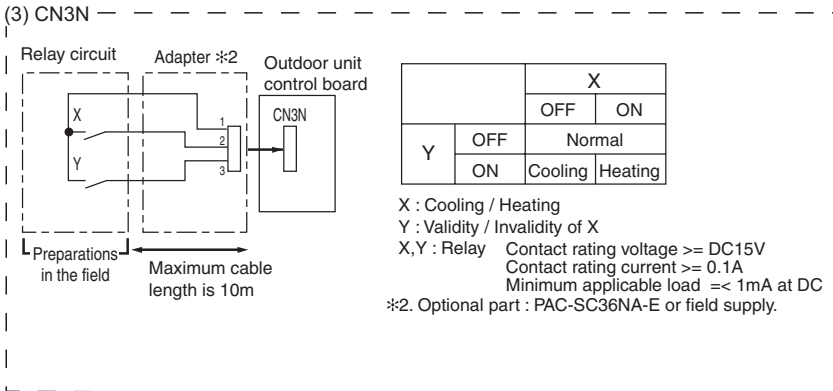 (3) CN3N
Relay circuit
Adapter ✻2
Outdoor unit
control board
X
Y
1
2
3
CN3N
Preparations
in the field
Maximum cable
length is 10m
X
OFF ON
Y OFF Normal
ON Cooling Heating
X : Cooling / Heating
Y : Validity / Invalidity of X
X,Y : Relay Contact rating voltage >= DC15V
Contact rating current >= 0.1A
Minimum applicable load =< 1mA at DC
✻2. Optional part : PAC-SC36NA-E or field supply.